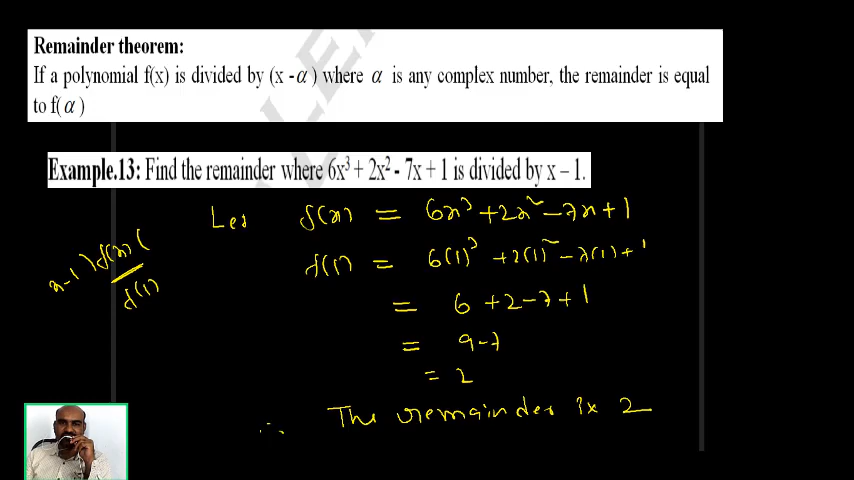 Remainder theorem:
If a polynomial f(x) is divided by (x -α) where α is any complex number, the remainder is equal
to f(α)
Example.13: Find the remainder where 6x³ + 2x² - 7x + 1 is divided by x – 1.
Let f(x) = 6x³ + 2x² - 7x + 1
x-1) f(x) (
f(1)
f(1) = 6(1)³ + 2(1)² - 7(1) + 1
= 6 + 2 - 7 + 1
= 9 - 7
= 2
∴ The remainder is 2